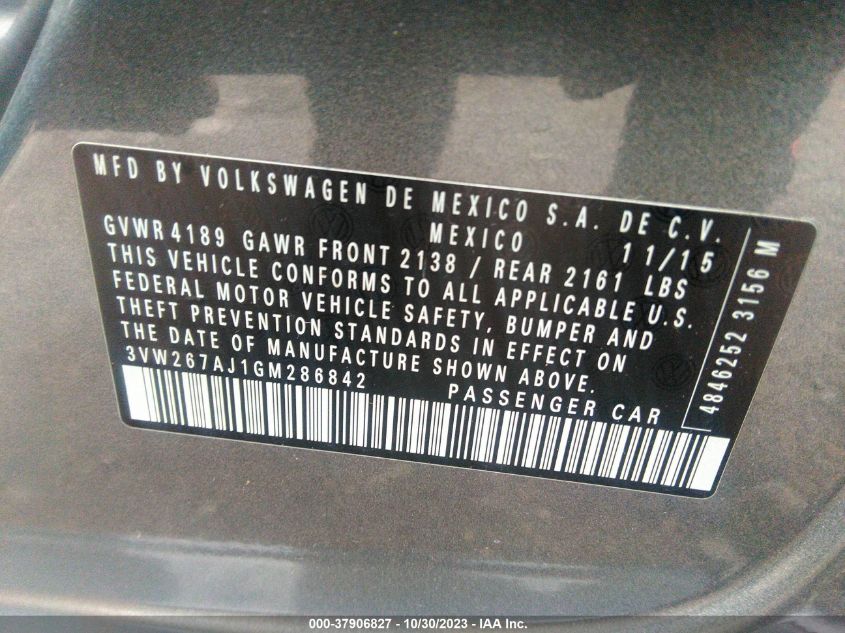 MFD BY VOLKSWAGEN DE MEXICO S.A. DE C.V.
MEXICO 11/15
GVWR 4189 GAWR FRONT 2138 / REAR 2161 LBS
THIS VEHICLE CONFORMS TO ALL APPLICABLE U.S.
FEDERAL MOTOR VEHICLE SAFETY, BUMPER AND
THEFT PREVENTION STANDARDS IN EFFECT ON
THE DATE OF MANUFACTURE SHOWN ABOVE.
3VW267AJ1GM286842 PASSENGER CAR
4846252 3156 M
000-37906827 - 10/30/2023 - IAA Inc.